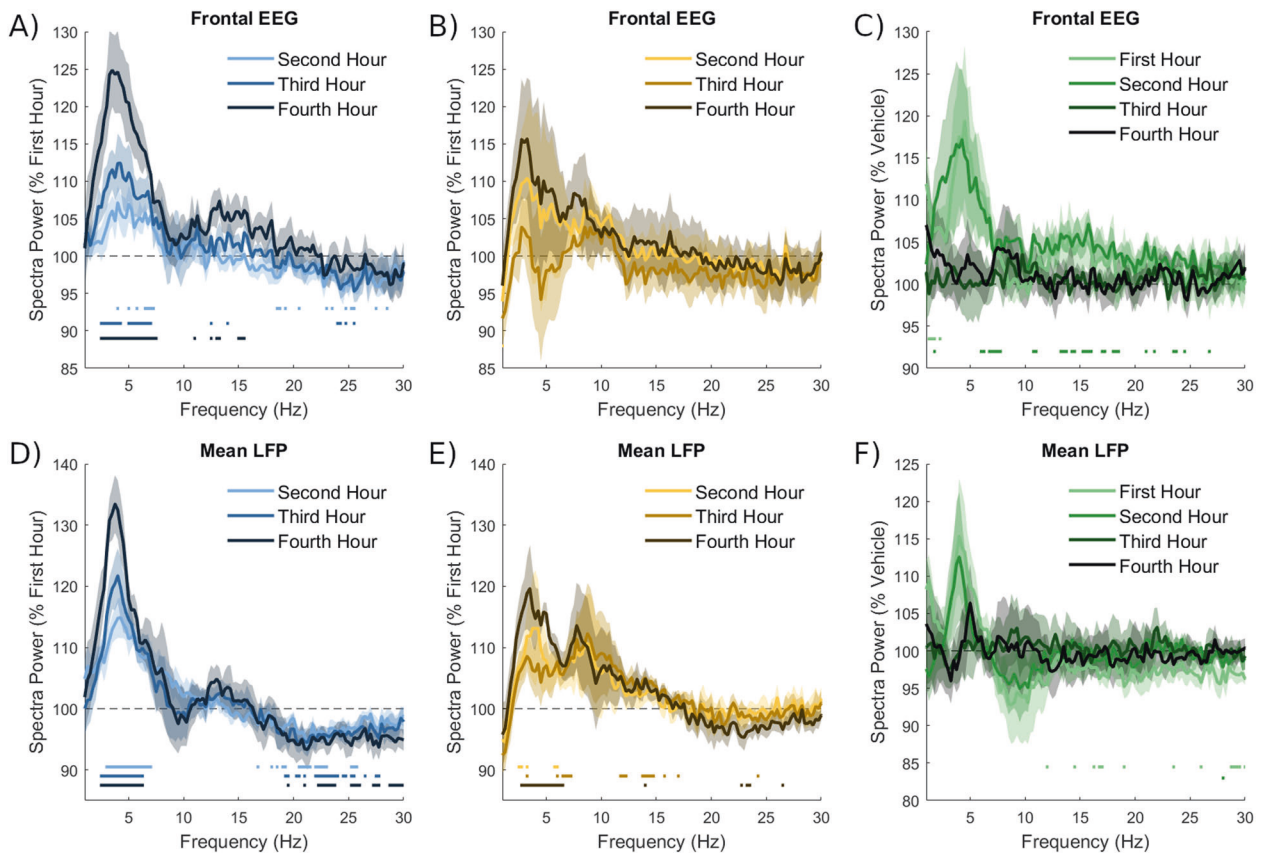 A)
Frontal EEG
Second Hour
Third Hour
Fourth Hour
Spectra Power (% First Hour)
130
125
120
115
110
105
100
95
90
85
5
10
15
20
25
30
Frequency (Hz)
B)
Frontal EEG
Second Hour
Third Hour
Fourth Hour
Spectra Power (% First Hour)
130
125
120
115
110
105
100
95
90
85
5
10
15
20
25
30
Frequency (Hz)
C)
Frontal EEG
First Hour
Second Hour
Third Hour
Fourth Hour
Spectra Power (% Vehicle)
130
125
120
115
110
105
100
95
90
5
10
15
20
25
30
Frequency (Hz)
D)
Mean LFP
Second Hour
Third Hour
Fourth Hour
Spectra Power (% First Hour)
140
130
120
110
100
90
5
10
15
20
25
30
Frequency (Hz)
E)
Mean LFP
Second Hour
Third Hour
Fourth Hour
Spectra Power (% First Hour)
140
130
120
110
100
90
5
10
15
20
25
30
Frequency (Hz)
F)
Mean LFP
First Hour
Second Hour
Third Hour
Fourth Hour
Spectra Power (% Vehicle)
125
120
115
110
105
100
95
90
85
80
5
10
15
20
25
30
Frequency (Hz)